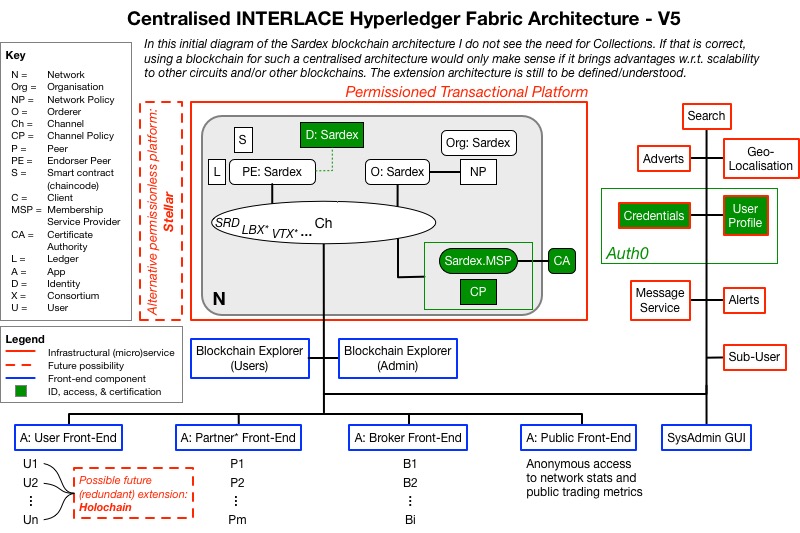 Centralised INTERLACE Hyperledger Fabric Architecture - V5
In this initial diagram of the Sardex blockchain architecture I do not see the need for Collections. If that is correct,
using a blockchain for such a centralised architecture would only make sense if it brings advantages w.r.t. scalability
to other circuits and/or other blockchains. The extension architecture is still to be defined/understood.
Key
N = Network
Org = Organisation
NP = Network Policy
O = Orderer
Ch = Channel
CP = Channel Policy
P = Peer
PE = Endorser Peer
S = Smart contract
(chaincode)
C = Client
MSP = Membership
Service Provider
CA = Certificate
Authority
L = Ledger
A = App
D = Identity
X = Consortium
U = User
Legend
Infrastructural (micro)service
Future possibility
Front-end component
ID, access, & certification
Alternative permissionless platform:
Stellar
Permissioned Transactional Platform
S
D: Sardex
Org: Sardex
L
PE: Sardex
O: Sardex
NP
SRD LBX* VTX* ... Ch
Sardex.MSP
CA
CP
N
Search
Adverts
Geo-
Localisation
Credentials
User
Profile
Auth0
Message
Service
Alerts
Sub-User
Blockchain Explorer
(Users)
Blockchain Explorer
(Admin)
A: User Front-End
A: Partner* Front-End
A: Broker Front-End
A: Public Front-End
SysAdmin GUI
U1
U2
⋮
Un
Possible future
(redundant) extension:
Holochain
P1
P2
⋮
Pm
B1
B2
⋮
Bi
Anonymous access
to network stats and
public trading metrics